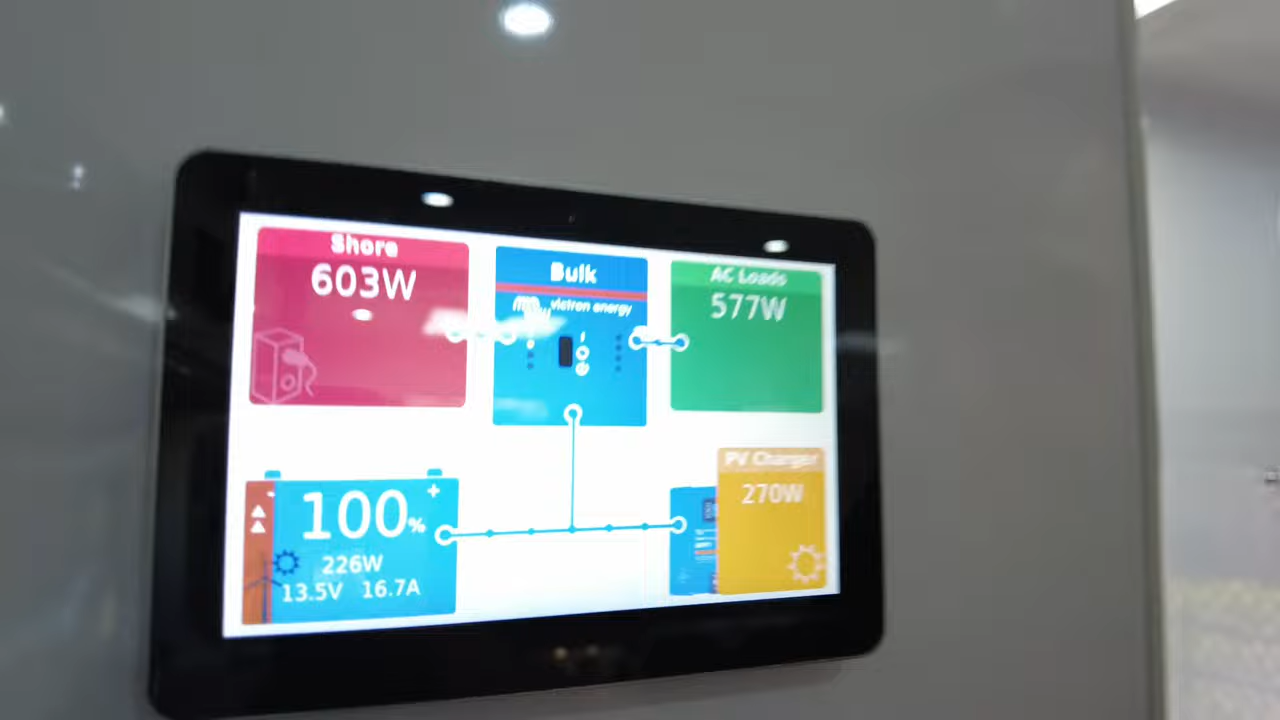 Shore
603W
Bulk
victron energy
AC Loads
577W
100%
226W
13.5V 16.7A
PV Charger
270W